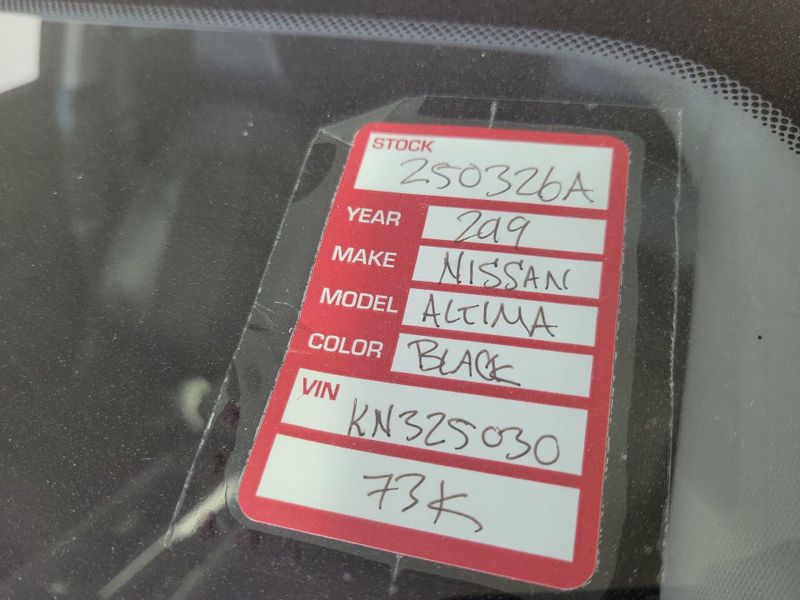 STOCK 250326A
YEAR 2019
MAKE NISSAN
MODEL ALTIMA
COLOR BLACK
VIN KN325030
73K